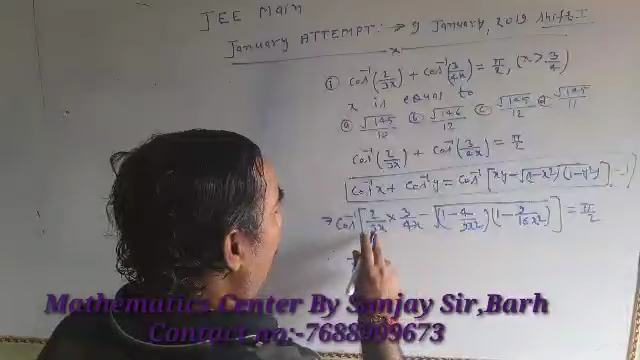 JEE Main
January ATTEMPT:→ 9 January, 2019 Shift-I
x
① cos⁻¹(2/3x) + cos⁻¹(3/4x) = π/2, (x > 3/4)
x is equal to
ⓐ √145/12 ⓑ √146/12 ⓒ √145/12 ⓓ √145/11
cos⁻¹(2/3x) + cos⁻¹(3/4x) = π/2
cos⁻¹x + cos⁻¹y = cos⁻¹[xy - √(1-x²)(1-y²)]
⇒ cos⁻¹[2/3x × 3/4x - √(1 - 4/9x²)(1 - 9/16x²)] = π/2
Mathematics Center By Sanjay Sir,Barh
Contact no:-7688999673